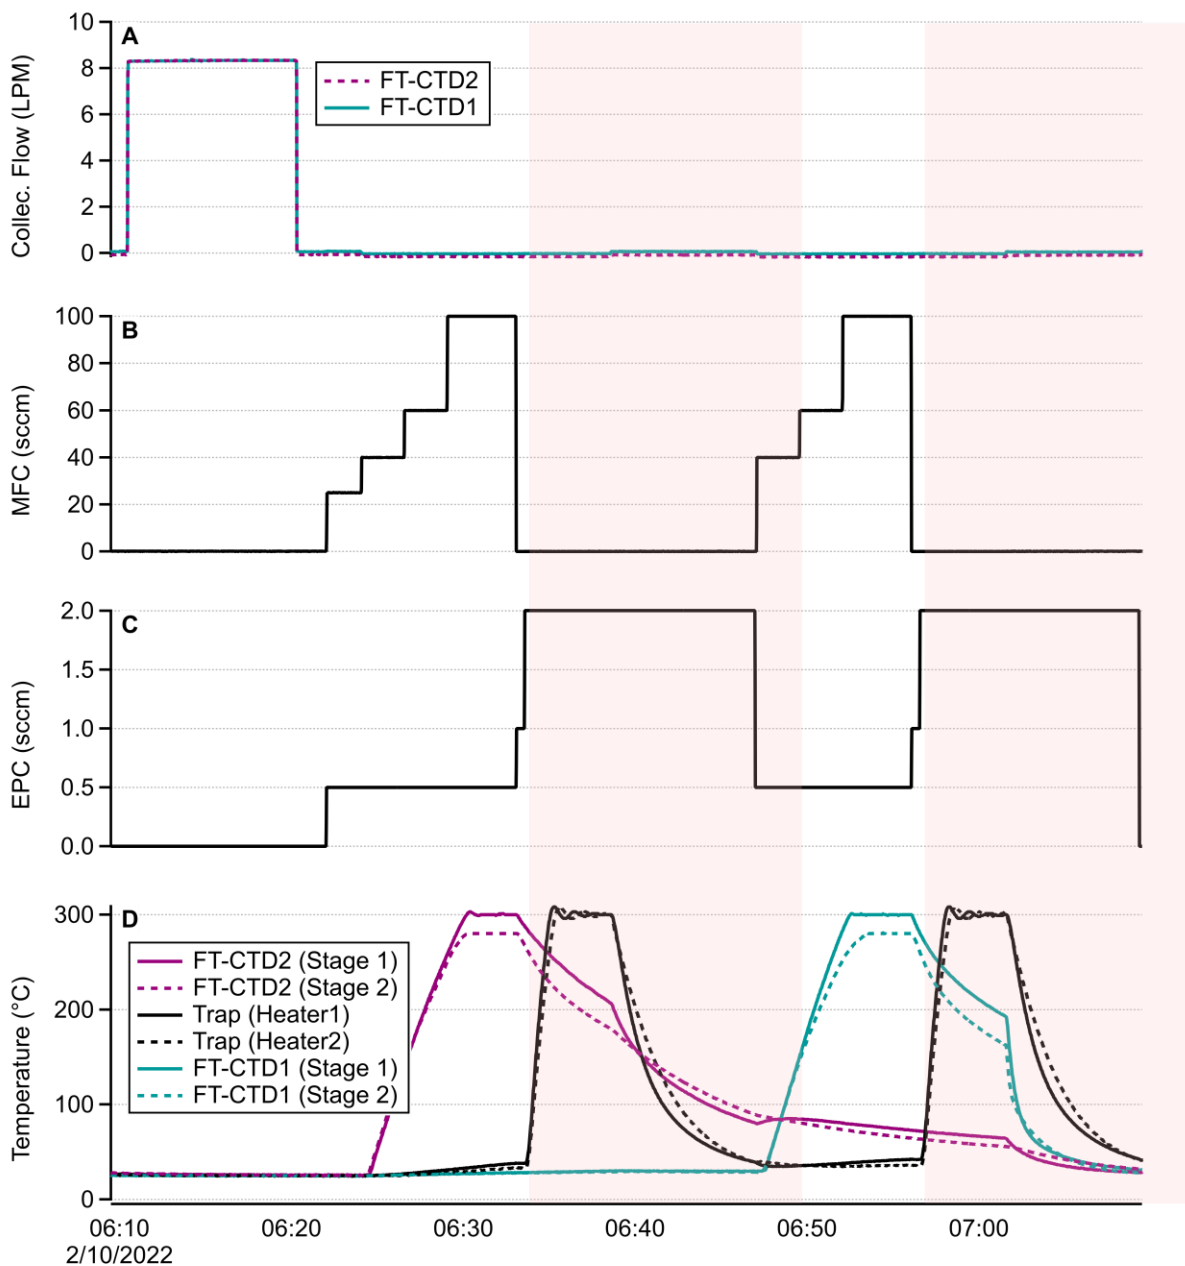 A
Collec. Flow (LPM)
10
8
6
4
2
0
FT-CTD2
FT-CTD1
B
MFC (sccm)
100
80
60
40
20
0
C
EPC (sccm)
2.0
1.5
1.0
0.5
0.0
D
Temperature (°C)
300
200
100
0
FT-CTD2 (Stage 1)
FT-CTD2 (Stage 2)
Trap (Heater1)
Trap (Heater2)
FT-CTD1 (Stage 1)
FT-CTD1 (Stage 2)
06:10 06:20 06:30 06:40 06:50 07:00
2/10/2022